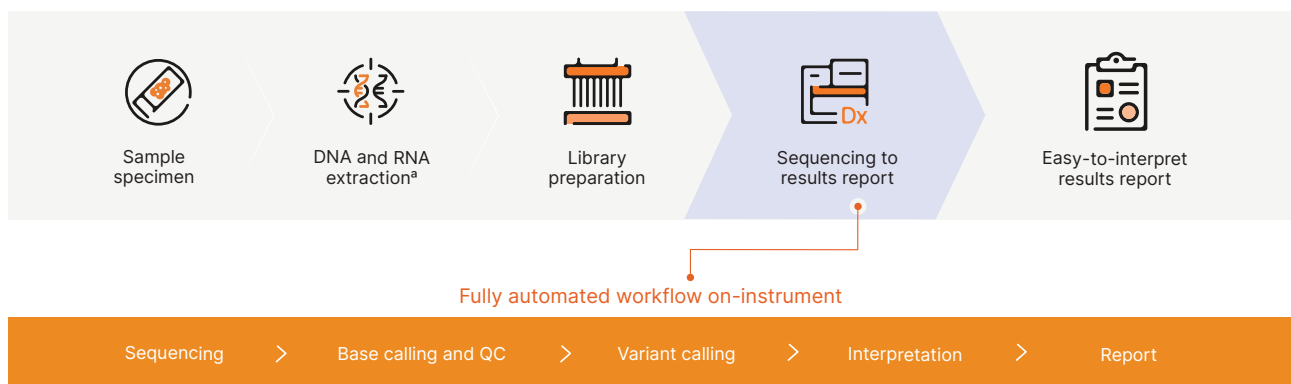 Sample
specimen
DNA and RNA
extractionª
Library
preparation
Dx
Sequencing to
results report
Easy-to-interpret
results report
Fully automated workflow on-instrument
Sequencing > Base calling and QC > Variant calling > Interpretation > Report